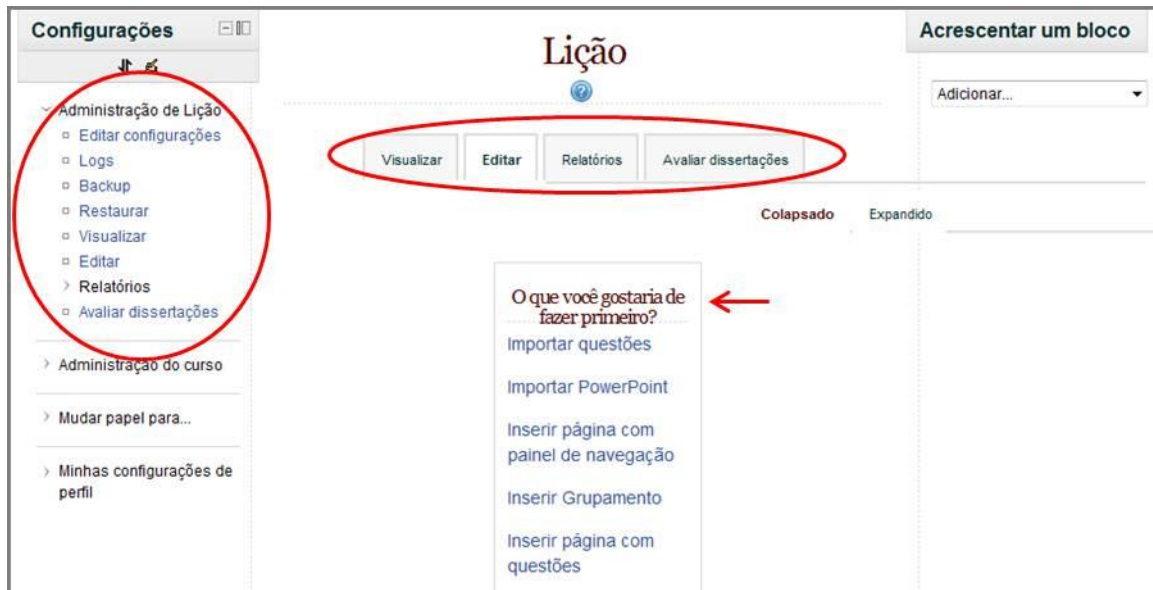 Configurações
Administração de Lição
Editar configurações
Logs
Backup
Restaurar
Visualizar
Editar
Relatórios
Avaliar dissertações
Administração do curso
Mudar papel para...
Minhas configurações de
perfil
Lição
Visualizar
Editar
Relatórios
Avaliar dissertações
Colapsado
Expandido
O que você gostaria de
fazer primeiro?
Importar questões
Importar PowerPoint
Inserir página com
painel de navegação
Inserir Grupamento
Inserir página com
questões
Acrescentar um bloco
Adicionar...